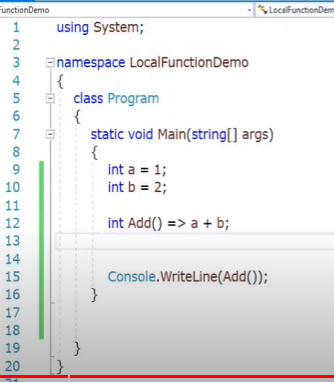 FunctionDemo
LocalFunctionDem
1 using System;
2
3 namespace LocalFunctionDemo
4 {
5 class Program
6 {
7 static void Main(string[] args)
8 {
9 int a = 1;
10 int b = 2;
11
12 int Add() => a + b;
13
14
15 Console.WriteLine(Add());
16 }
17
18
19 }
20 }